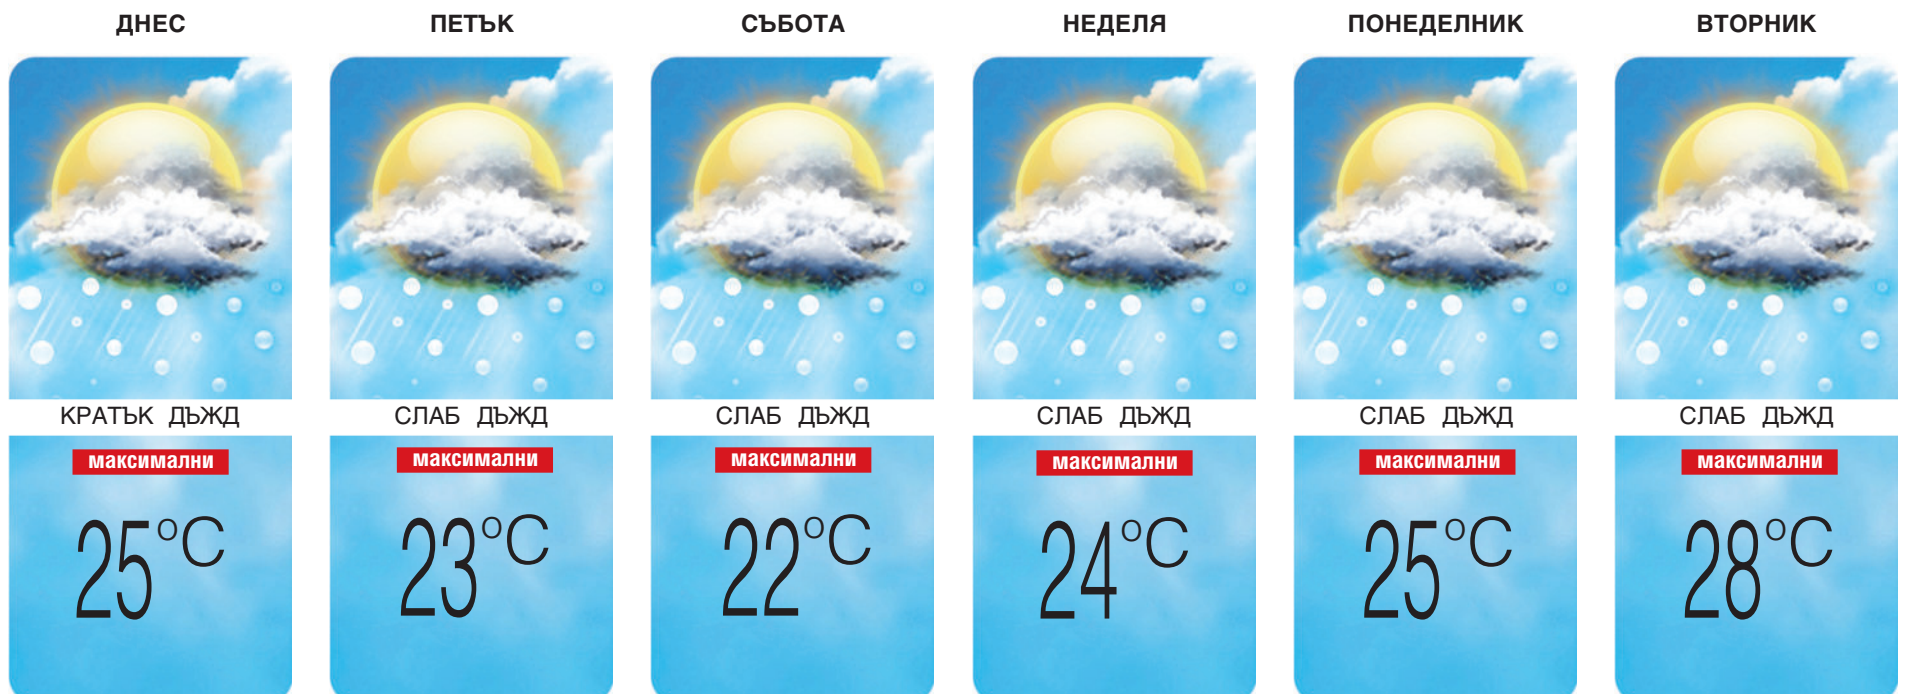 ДНЕС
КРАТЪК ДЪЖД
максимални
25°C
ПЕТЪК
СЛАБ ДЪЖД
максимални
23°C
СЪБОТА
СЛАБ ДЪЖД
максимални
22°C
НЕДЕЛЯ
СЛАБ ДЪЖД
максимални
24°C
ПОНЕДЕЛНИК
СЛАБ ДЪЖД
максимални
25°C
ВТОРНИК
СЛАБ ДЪЖД
максимални
28°C